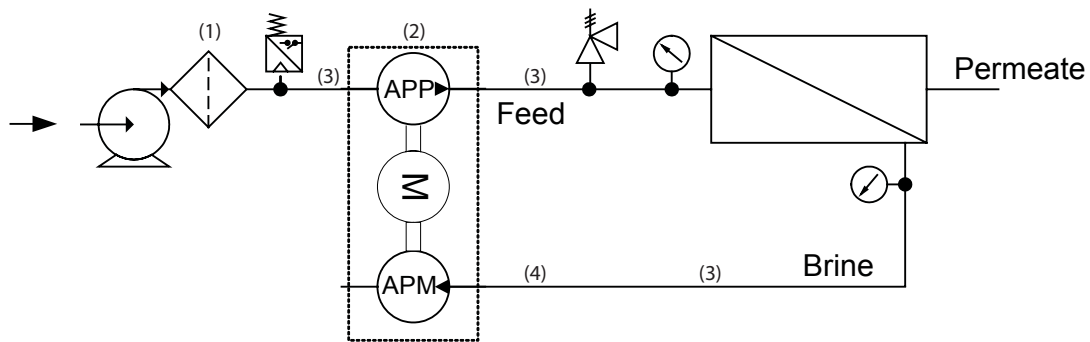 (1)
(2)
(3)
APP
(3)
Feed
Permeate
M
APM
(4)
(3)
Brine